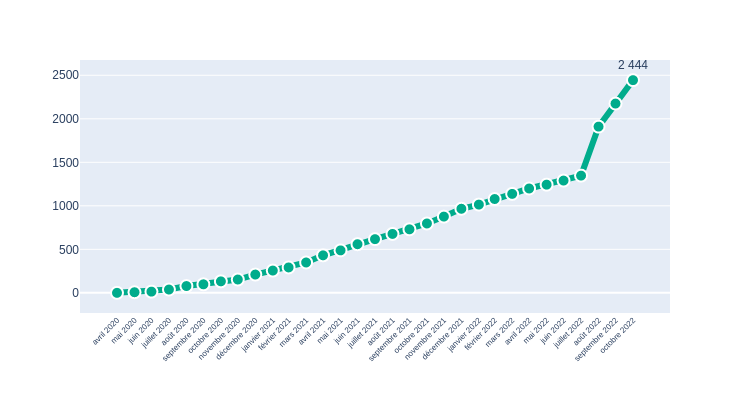 2 444
2500
2000
1500
1000
500
0
avril 2020
mai 2020
juin 2020
juillet 2020
août 2020
septembre 2020
octobre 2020
novembre 2020
décembre 2020
janvier 2021
février 2021
mars 2021
avril 2021
mai 2021
juin 2021
juillet 2021
août 2021
septembre 2021
octobre 2021
novembre 2021
décembre 2021
janvier 2022
février 2022
mars 2022
avril 2022
mai 2022
juin 2022
juillet 2022
août 2022
septembre 2022
octobre 2022